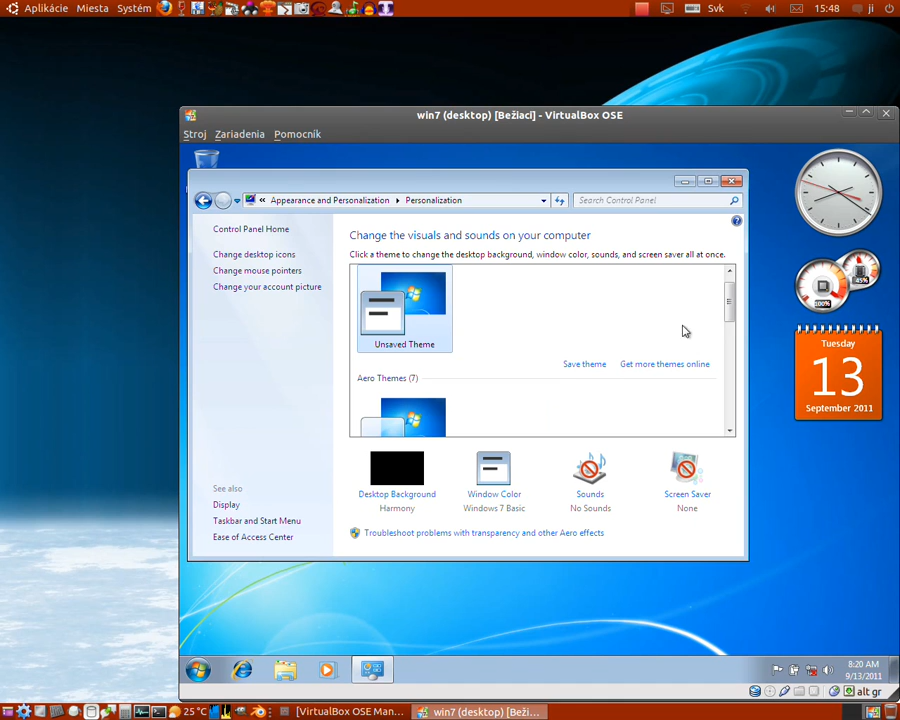 Aplikácie Miesta Systém
Svk 15:48 ji
win7 (desktop) [Bežiaci] - VirtualBox OSE
Stroj Zariadenia Pomocník
« Appearance and Personalization Personalization
Search Control Panel
Control Panel Home
Change desktop icons
Change mouse pointers
Change your account picture
See also
Display
Taskbar and Start Menu
Ease of Access Center
Change the visuals and sounds on your computer
Click a theme to change the desktop background, window color, sounds, and screen saver all at once.
Unsaved Theme
Save theme Get more themes online
Aero Themes (7)
Desktop Background
Harmony
Window Color
Windows 7 Basic
Sounds
No Sounds
Screen Saver
None
Troubleshoot problems with transparency and other Aero effects
45%
100%
Tuesday
13
September 2011
8:20 AM
9/13/2011
alt gr
25 °C
[VirtualBox OSE Man...
win7 (desktop) [Beži...